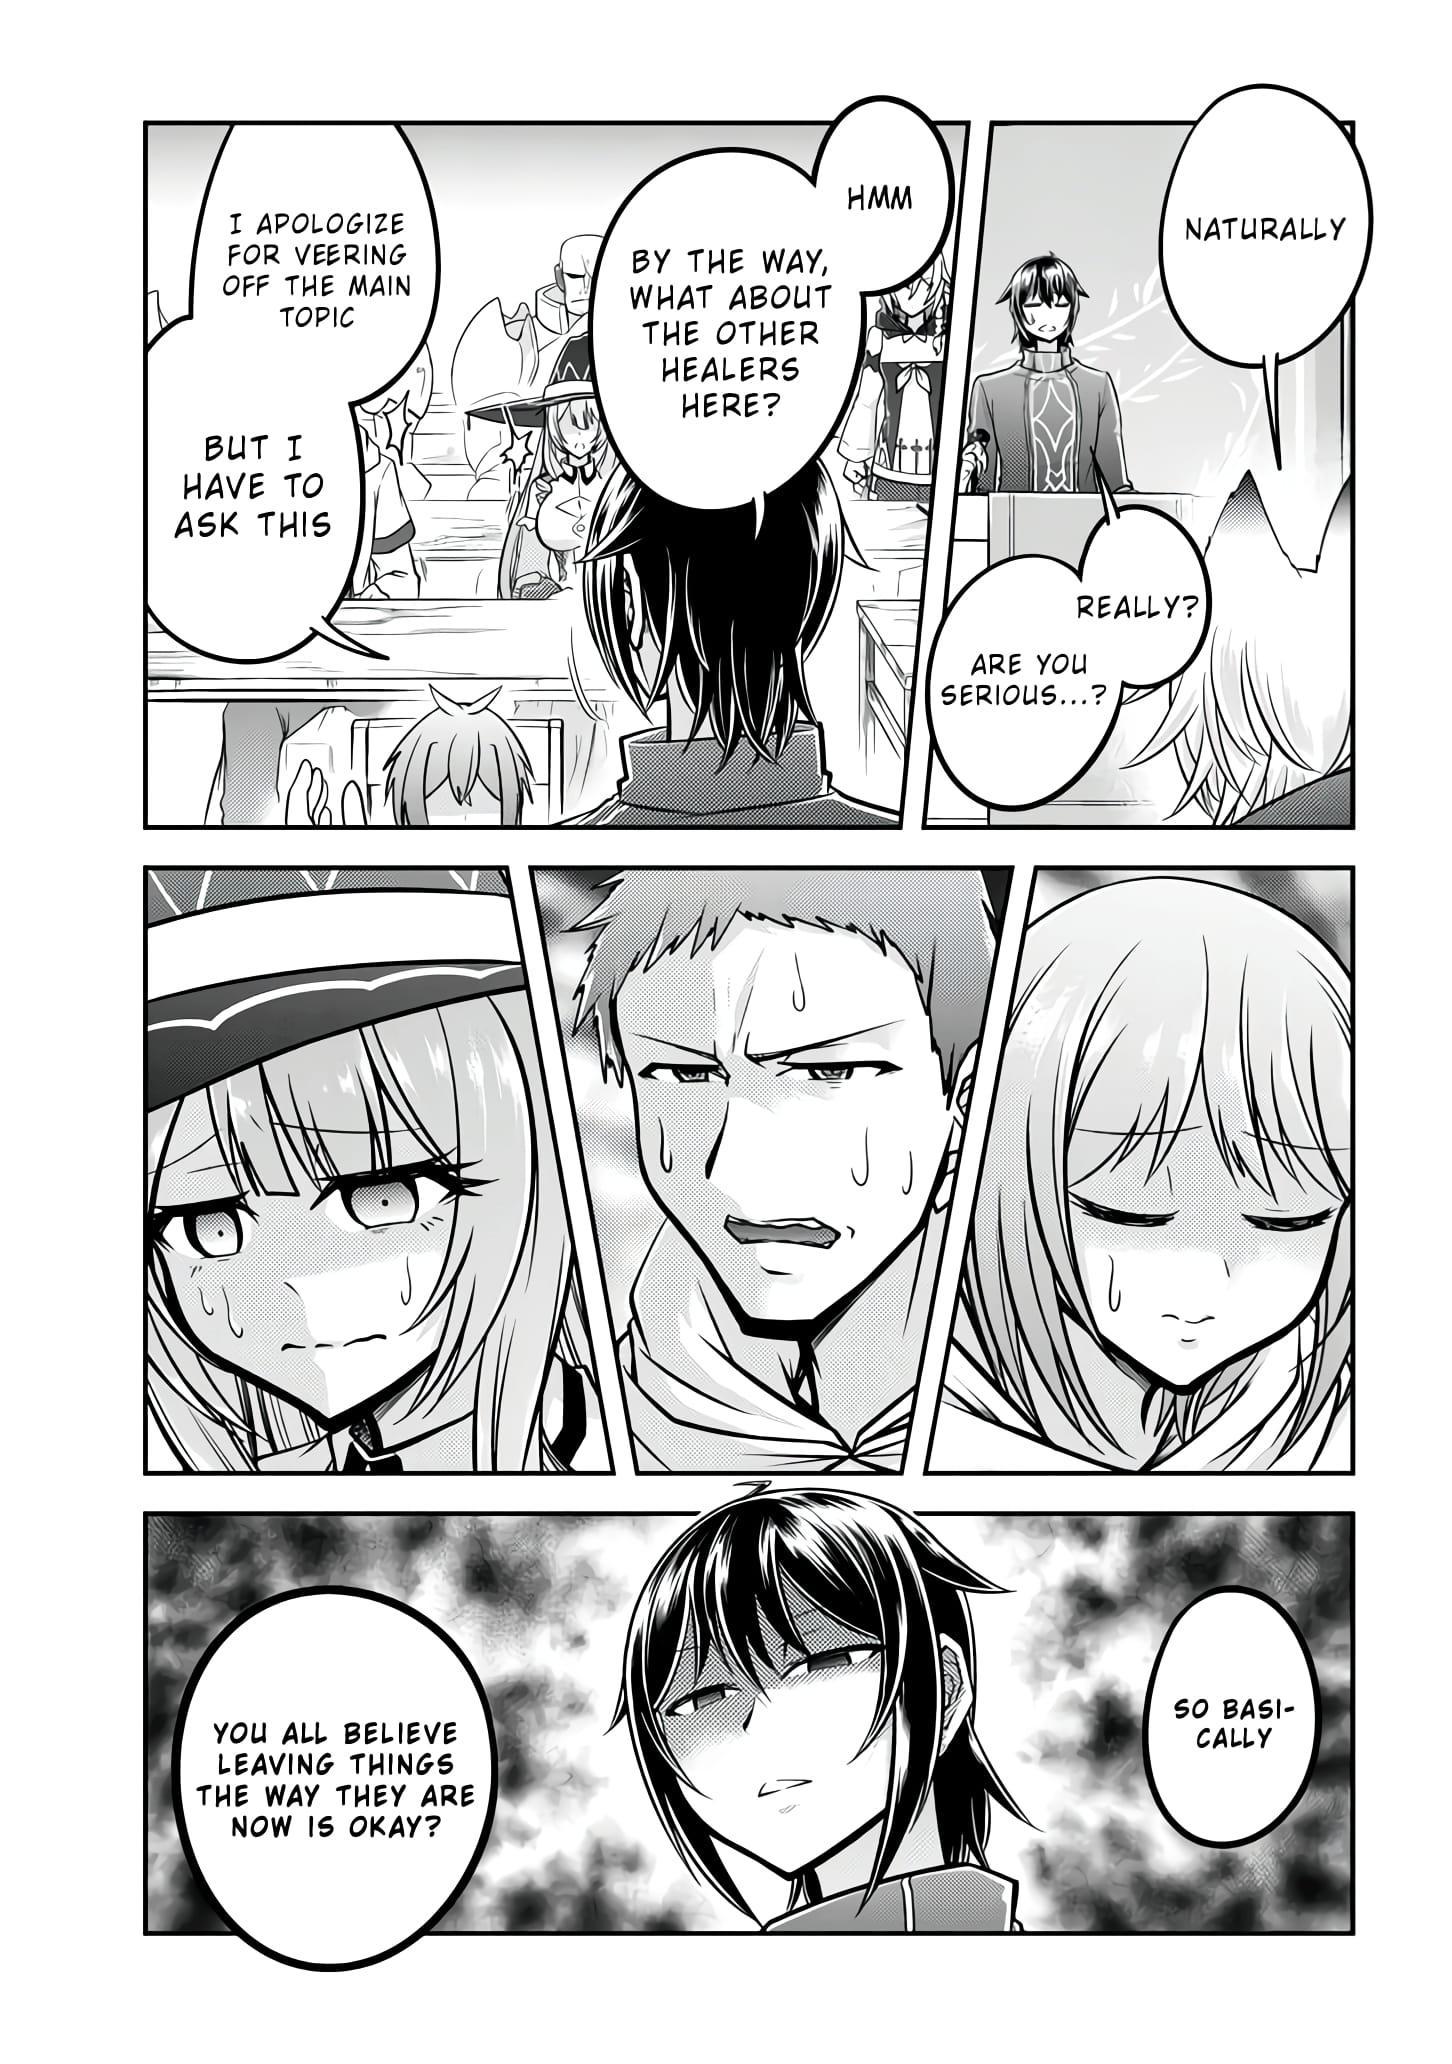 NATURALLY
REALLY?
ARE YOU
SERIOUS...?
HMM
BY THE WAY,
WHAT ABOUT
THE OTHER
HEALERS
HERE?
I APOLOGIZE
FOR VEERING
OFF THE MAIN
TOPIC
BUT I
HAVE TO
ASK THIS
SO BASI-
CALLY
YOU ALL BELIEVE
LEAVING THINGS
THE WAY THEY ARE
NOW IS OKAY?